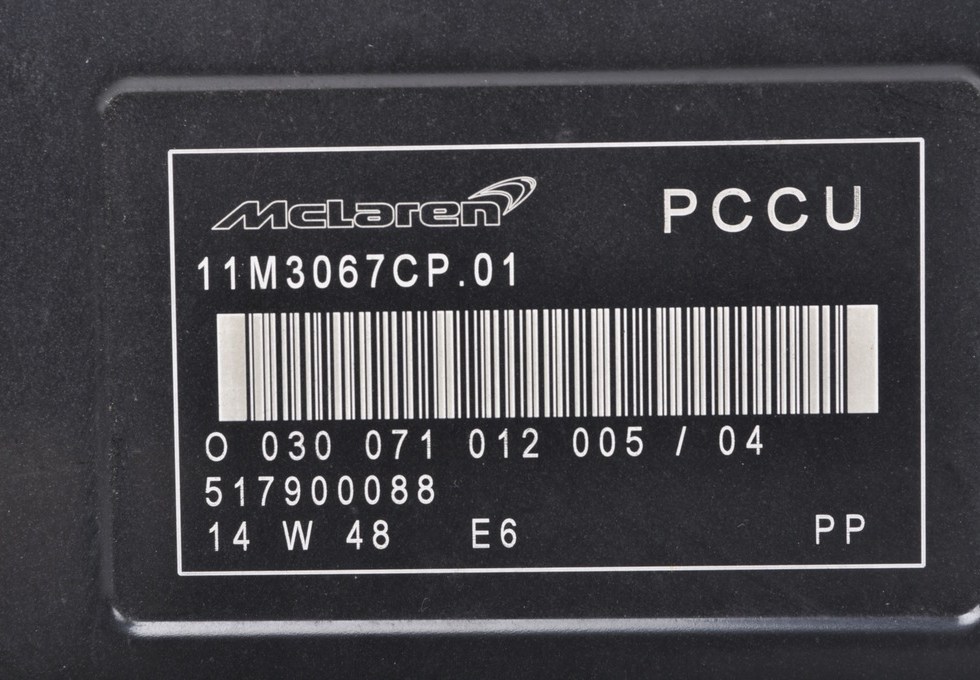 McLaren PCCU
11M3067CP.01
O 030 071 012 005 / 04
517900088
14 W 48 E6 PP